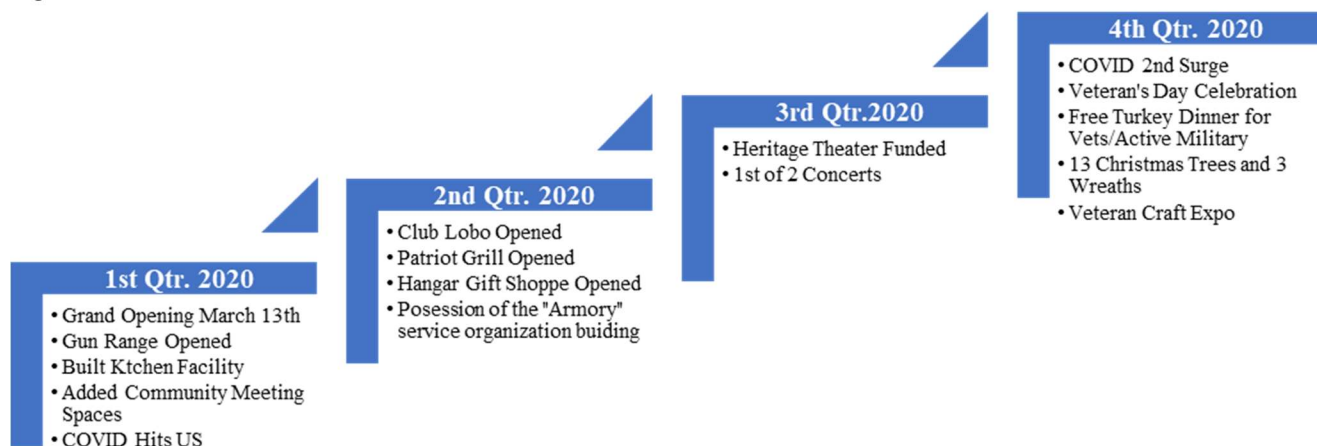 1st Qtr. 2020
• Grand Opening March 13th
• Gun Range Opened
• Built Ktchen Facility
• Added Community Meeting
Spaces
• COVID Hits US
2nd Qtr. 2020
• Club Lobo Opened
• Patriot Grill Opened
• Hangar Gift Shoppe Opened
• Posession of the "Armory"
service organization buiding
3rd Qtr.2020
• Heritage Theater Funded
• 1st of 2 Concerts
4th Qtr. 2020
• COVID 2nd Surge
• Veteran's Day Celebration
• Free Turkey Dinner for
Vets/Active Military
• 13 Christmas Trees and 3
Wreaths
• Veteran Craft Expo